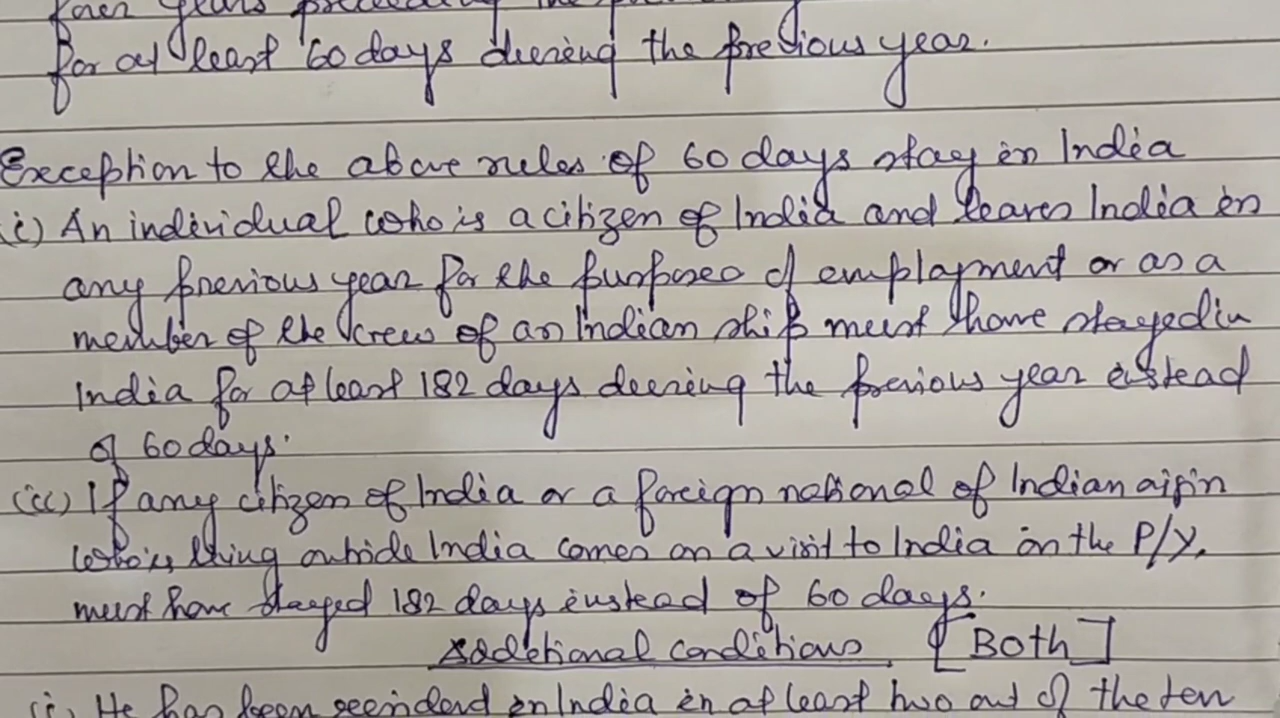 four years preceding the
for at least 60 days during the previous year.
Exception to the above rules of 60 days stay in India
i) An individual who is a citizen of India and leaves India in
any previous year for the purposes of employment or as a
member of the crew of an Indian ship must have stayed in
India for at least 182 days during the previous year instead
of 60 days.
(ii) If any citizen of India or a foreign national of Indian origin
who is living outside India comes on a visit to India in the P/Y.
must have stayed 182 days instead of 60 days.
Additional conditions [Both]
(i) He has been resident in India in at least two out of the ten